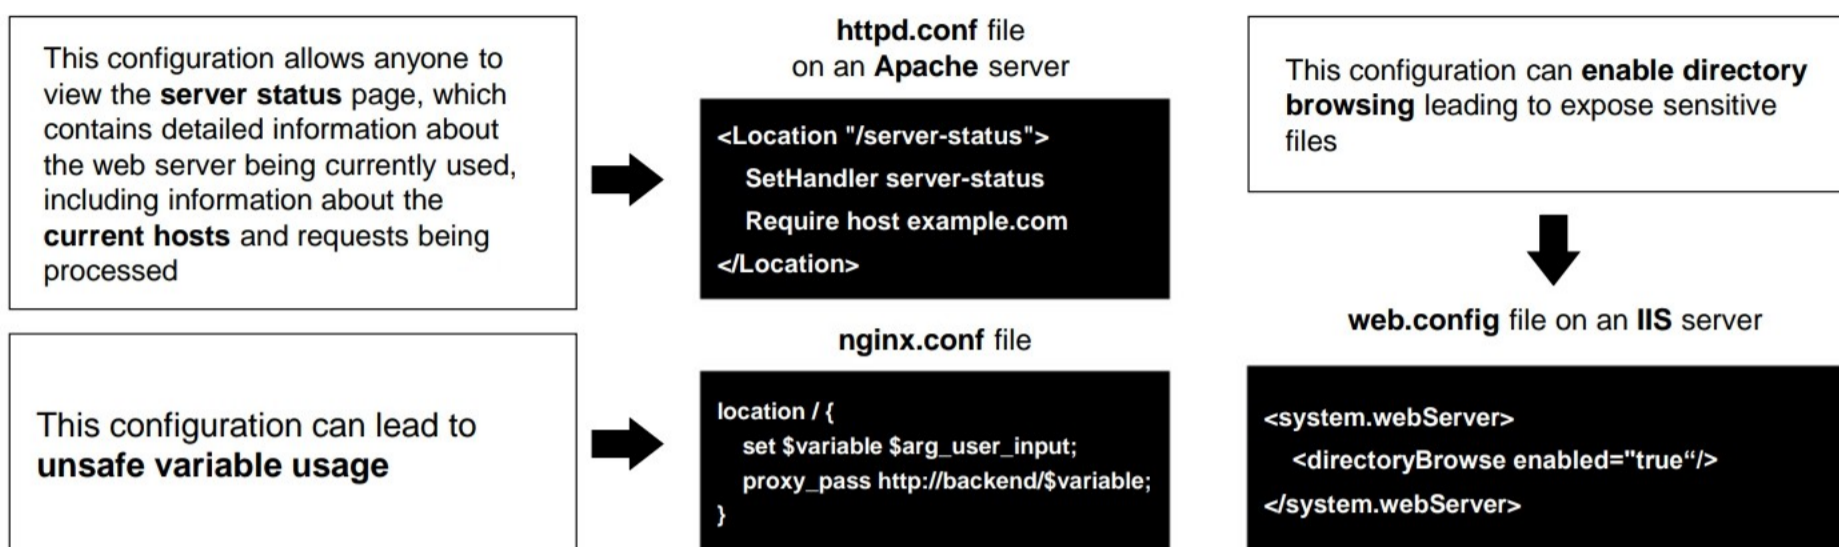 This configuration allows anyone to
view the server status page, which
contains detailed information about
the web server being currently used,
including information about the
current hosts and requests being
processed
httpd.conf file
on an Apache server
<Location "/server-status">
SetHandler server-status
Require host example.com
</Location>
This configuration can lead to
unsafe variable usage
nginx.conf file
location / {
set $variable $arg_user_input;
proxy_pass http://backend/$variable;
}
This configuration can enable directory
browsing leading to expose sensitive
files
web.config file on an IIS server
<system.webServer>
<directoryBrowse enabled="true“/>
</system.webServer>